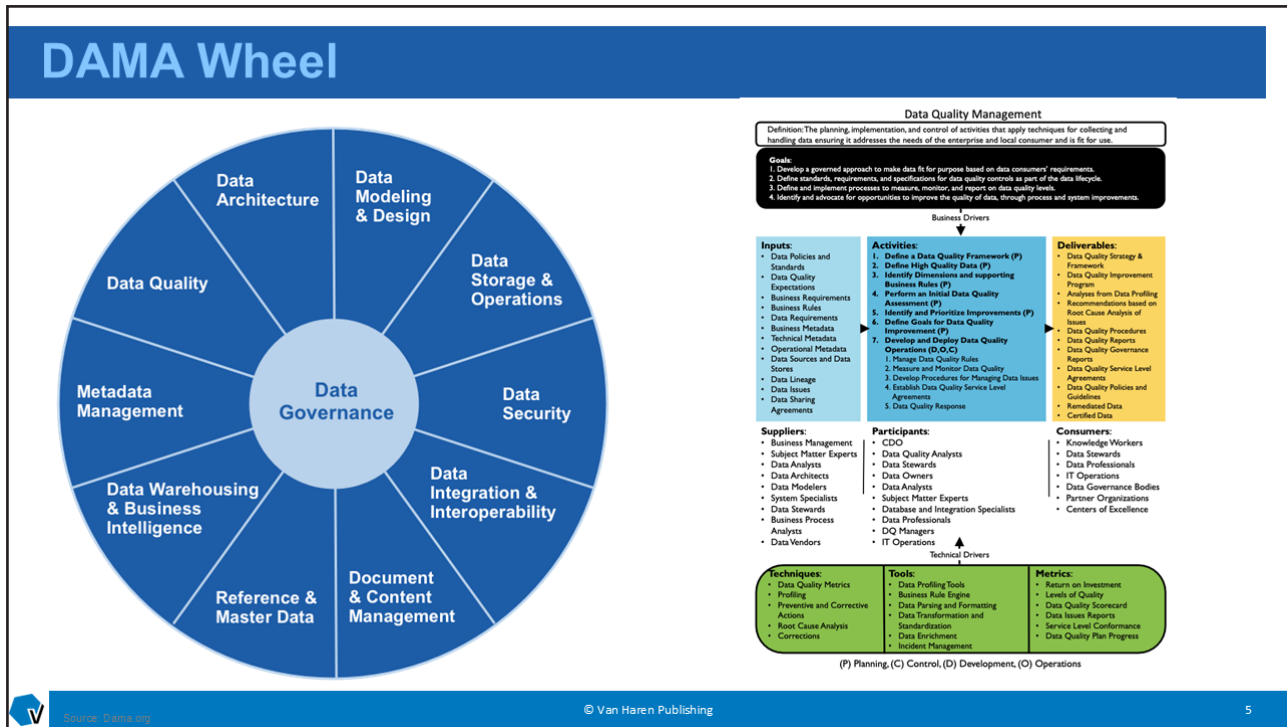 DAMA Wheel
Data
Architecture
Data
Modeling
& Design
Data
Storage &
Operations
Data
Security
Data
Integration &
Interoperability
Document
& Content
Management
Reference &
Master Data
Data Warehousing
& Business
Intelligence
Metadata
Management
Data Quality
Data
Governance
Data Quality Management
Definition: The planning, implementation, and control of activities that apply techniques for collecting and
handling data ensuring it addresses the needs of the enterprise and local consumer and is fit for use.
Goals:
1. Develop a governed approach to make data fit for purpose based on data consumers' requirements.
2. Define standards, requirements, and specifications for data quality controls as part of the data lifecycle.
3. Define and implement processes to measure, monitor, and report on data quality levels.
4. Identify and advocate for opportunities to improve the quality of data, through process and system improvements.
Business Drivers
Inputs:
• Data Policies and
Standards
• Data Quality
Expectations
• Business Requirements
• Business Rules
• Data Requirements
• Business Metadata
• Technical Metadata
• Operational Metadata
• Data Sources and Data
Stores
• Data Lineage
• Data Issues
• Data Sharing
Agreements
Activities:
1. Define a Data Quality Framework (P)
2. Define High Quality Data (P)
3. Identify Dimensions and supporting
Business Rules (P)
4. Perform an Initial Data Quality
Assessment (P)
5. Identify and Prioritize Improvements (P)
6. Define Goals for Data Quality
Improvement (P)
7. Develop and Deploy Data Quality
Operations (D,O,C)
1. Manage Data Quality Rules
2. Measure and Monitor Data Quality
3. Develop Procedures for Managing Data Issues
4. Establish Data Quality Service Level
Agreements
5. Data Quality Response
Deliverables:
• Data Quality Strategy &
Framework
• Data Quality Improvement
Program
• Analyses from Data Profiling
• Recommendations based on
Root Cause Analysis of
Issues
• Data Quality Procedures
• Data Quality Reports
• Data Quality Governance
Reports
• Data Quality Service Level
Agreements
• Data Quality Policies and
Guidelines
• Remediated Data
• Certified Data
Suppliers:
• Business Management
• Subject Matter Experts
• Data Analysts
• Data Architects
• Data Modelers
• System Specialists
• Data Stewards
• Business Process
Analysts
• Data Vendors
Participants:
• CDO
• Data Quality Analysts
• Data Stewards
• Data Owners
• Data Analysts
• Subject Matter Experts
• Database and Integration Specialists
• Data Professionals
• DQ Managers
• IT Operations
Consumers:
• Knowledge Workers
• Data Stewards
• Data Professionals
• IT Operations
• Data Governance Bodies
• Partner Organizations
• Centers of Excellence
Technical Drivers
Techniques:
• Data Quality Metrics
• Profiling
• Preventive and Corrective
Actions
• Root Cause Analysis
• Corrections
Tools:
• Data Profiling Tools
• Business Rule Engine
• Data Parsing and Formatting
• Data Transformation and
Standardization
• Data Enrichment
• Incident Management
Metrics:
• Return on Investment
• Levels of Quality
• Data Quality Scorecard
• Data Issues Reports
• Service Level Conformance
• Data Quality Plan Progress
(P) Planning, (C) Control, (D) Development, (O) Operations
V
Source: Dama.org
© Van Haren Publishing
5